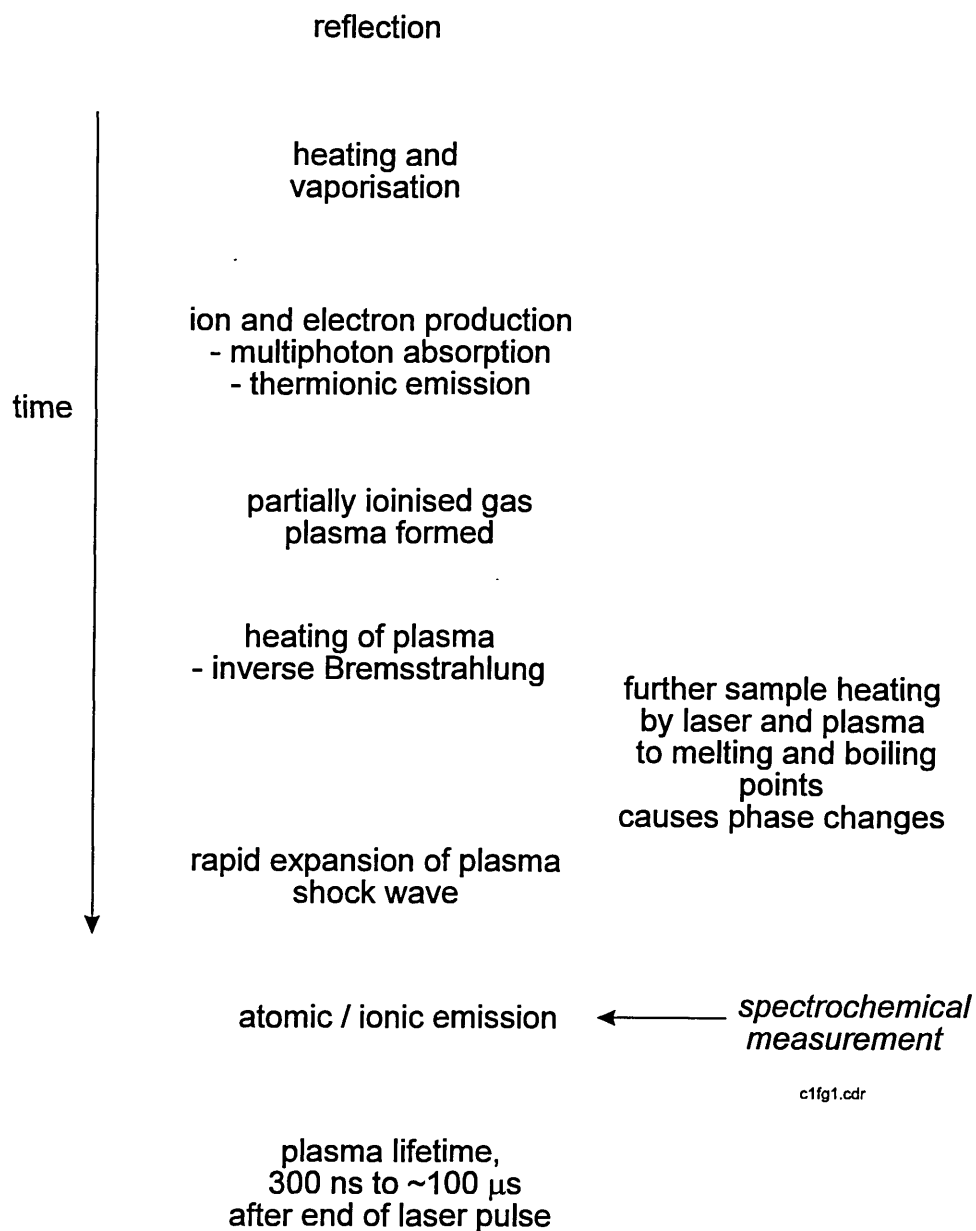 reflection
heating and
vaporisation
ion and electron production
- multiphoton absorption
- thermionic emission
time
partially ioinised gas
plasma formed
heating of plasma
- inverse Bremsstrahlung
further sample heating
by laser and plasma
to melting and boiling
points
causes phase changes
rapid expansion of plasma
shock wave
atomic / ionic emission
spectrochemical
measurement
c1fg1.cdr
plasma lifetime,
300 ns to ~100 μs
after end of laser pulse